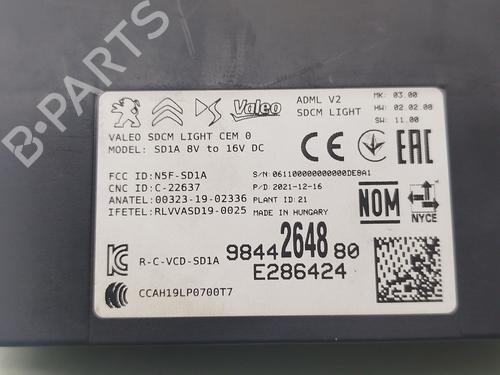 B-PARTS
Valeo
ADML V2
SDCM LIGHT
MK: 03.00
HW: 02.02.00
SW: 11.00
VALEO SDCM LIGHT CEM 0
MODEL: SD1A 8V to 16V DC
CE
EAC
FCC ID:N5F-SD1A
CNC ID:C-22637
ANATEL:00323-19-02336
IFETEL:RLVVASD19-0025
S/N:061100000000000DE8A1
P/D:2021-12-16
PLANT ID:21
MADE IN HUNGARY
NOM
NYCE
R-C-VCD-SD1A
9844264880
E286424
CCAH19LP0700T7